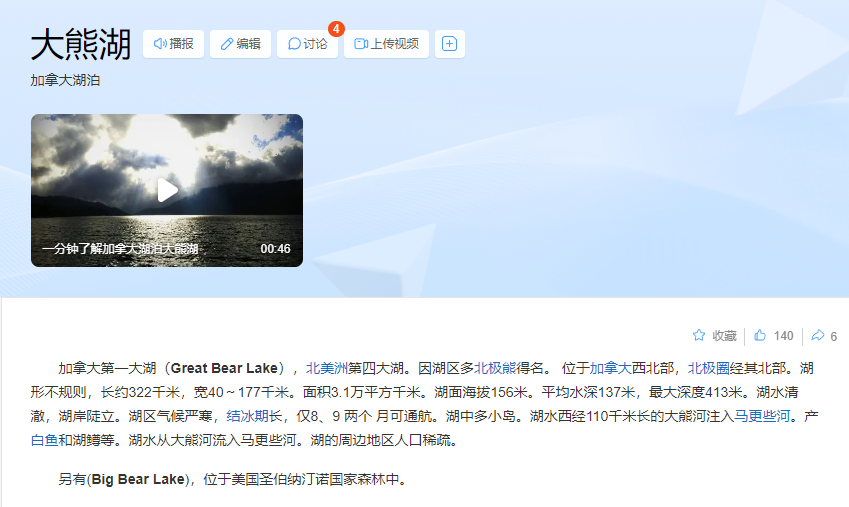 大熊湖
播报
编辑
讨论
4
上传视频
加拿大湖泊
一分钟了解加拿大湖泊大熊湖
00:46
收藏
140
6
加拿大第一大湖（Great Bear Lake），北美洲第四大湖。因湖区多北极熊得名。 位于加拿大西北部，北极圈经其北部。湖
形不规则，长约322千米，宽40～177千米。面积3.1万平方千米。湖面海拔156米。平均水深137米，最大深度413米。湖水清
澈，湖岸陡立。湖区气候严寒，结冰期长，仅8、9 两个 月可通航。湖中多小岛。湖水西经110千米长的大熊河注入马更些河。产
白鱼和湖鳟等。湖水从大熊河流入马更些河。湖的周边地区人口稀疏。
另有(Big Bear Lake)，位于美国圣伯纳汀诺国家森林中。